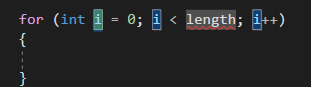 for (int i = 0; i < length; i++)
{
}